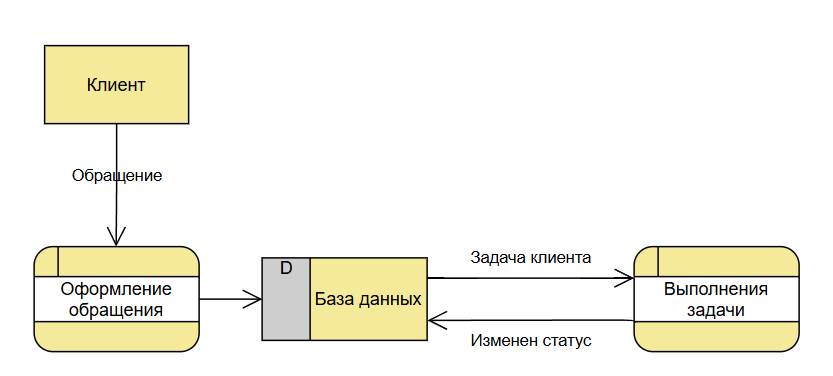 Клиент
Обращение
Оформление
обращения
D
База данных
Задача клиента
Изменен статус
Выполнения
задачи